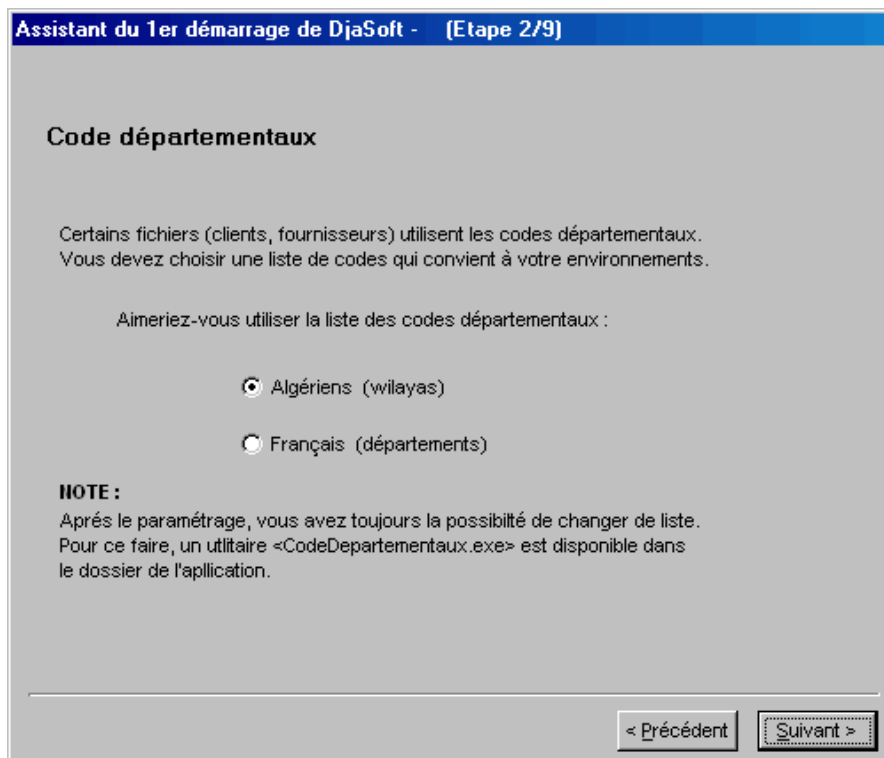 Assistant du 1er démarrage de DjaSoft - (Etape 2/9)
Code départementaux
Certains fichiers (clients, fournisseurs) utilisent les codes départementaux.
Vous devez choisir une liste de codes qui convient à votre environnements.
Aimeriez-vous utiliser la liste des codes départementaux :
Algériens (wilayas)
Français (départements)
NOTE :
Aprés le paramétrage, vous avez toujours la possibilté de changer de liste.
Pour ce faire, un utlitaire <CodeDepartementaux.exe> est disponible dans
le dossier de l'apllication.
< Précédent
Suivant >